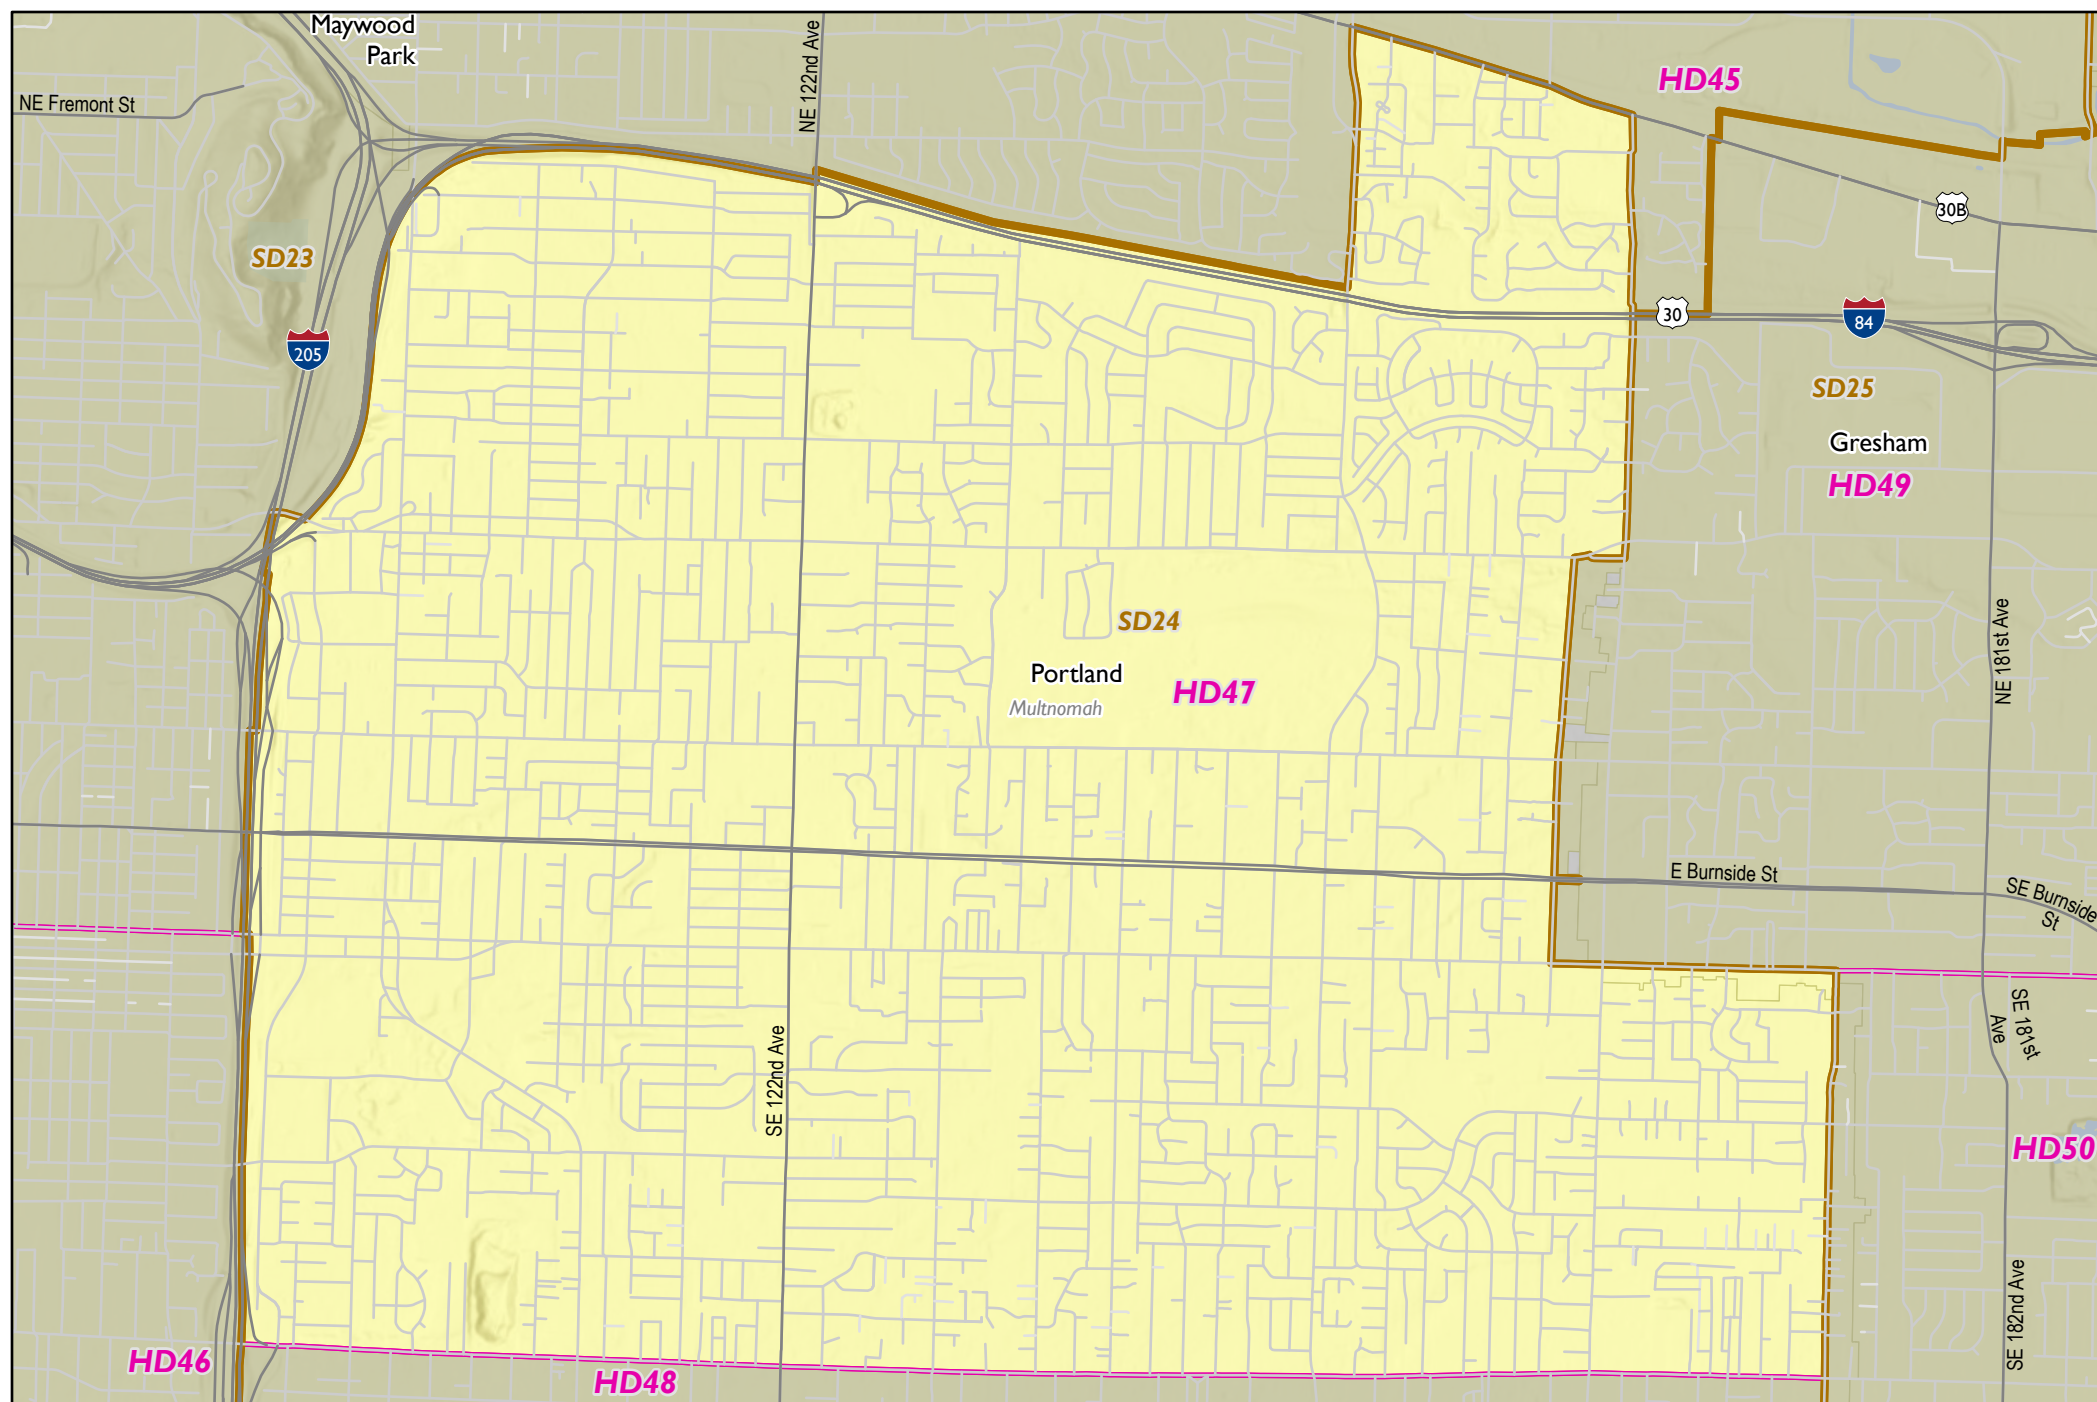 Maywood
Park
NE 122nd Ave
HD45
NE Fremont St
30B
SD23
30
84
205
SD25
Gresham
HD49
SD24
NE 181st Ave
Portland
HD47
Multnomah
E Burnside St
SE Burnside
St
SE 181st
Ave
SE 122nd Ave
HD50
SE 182nd Ave
HD46
HD48